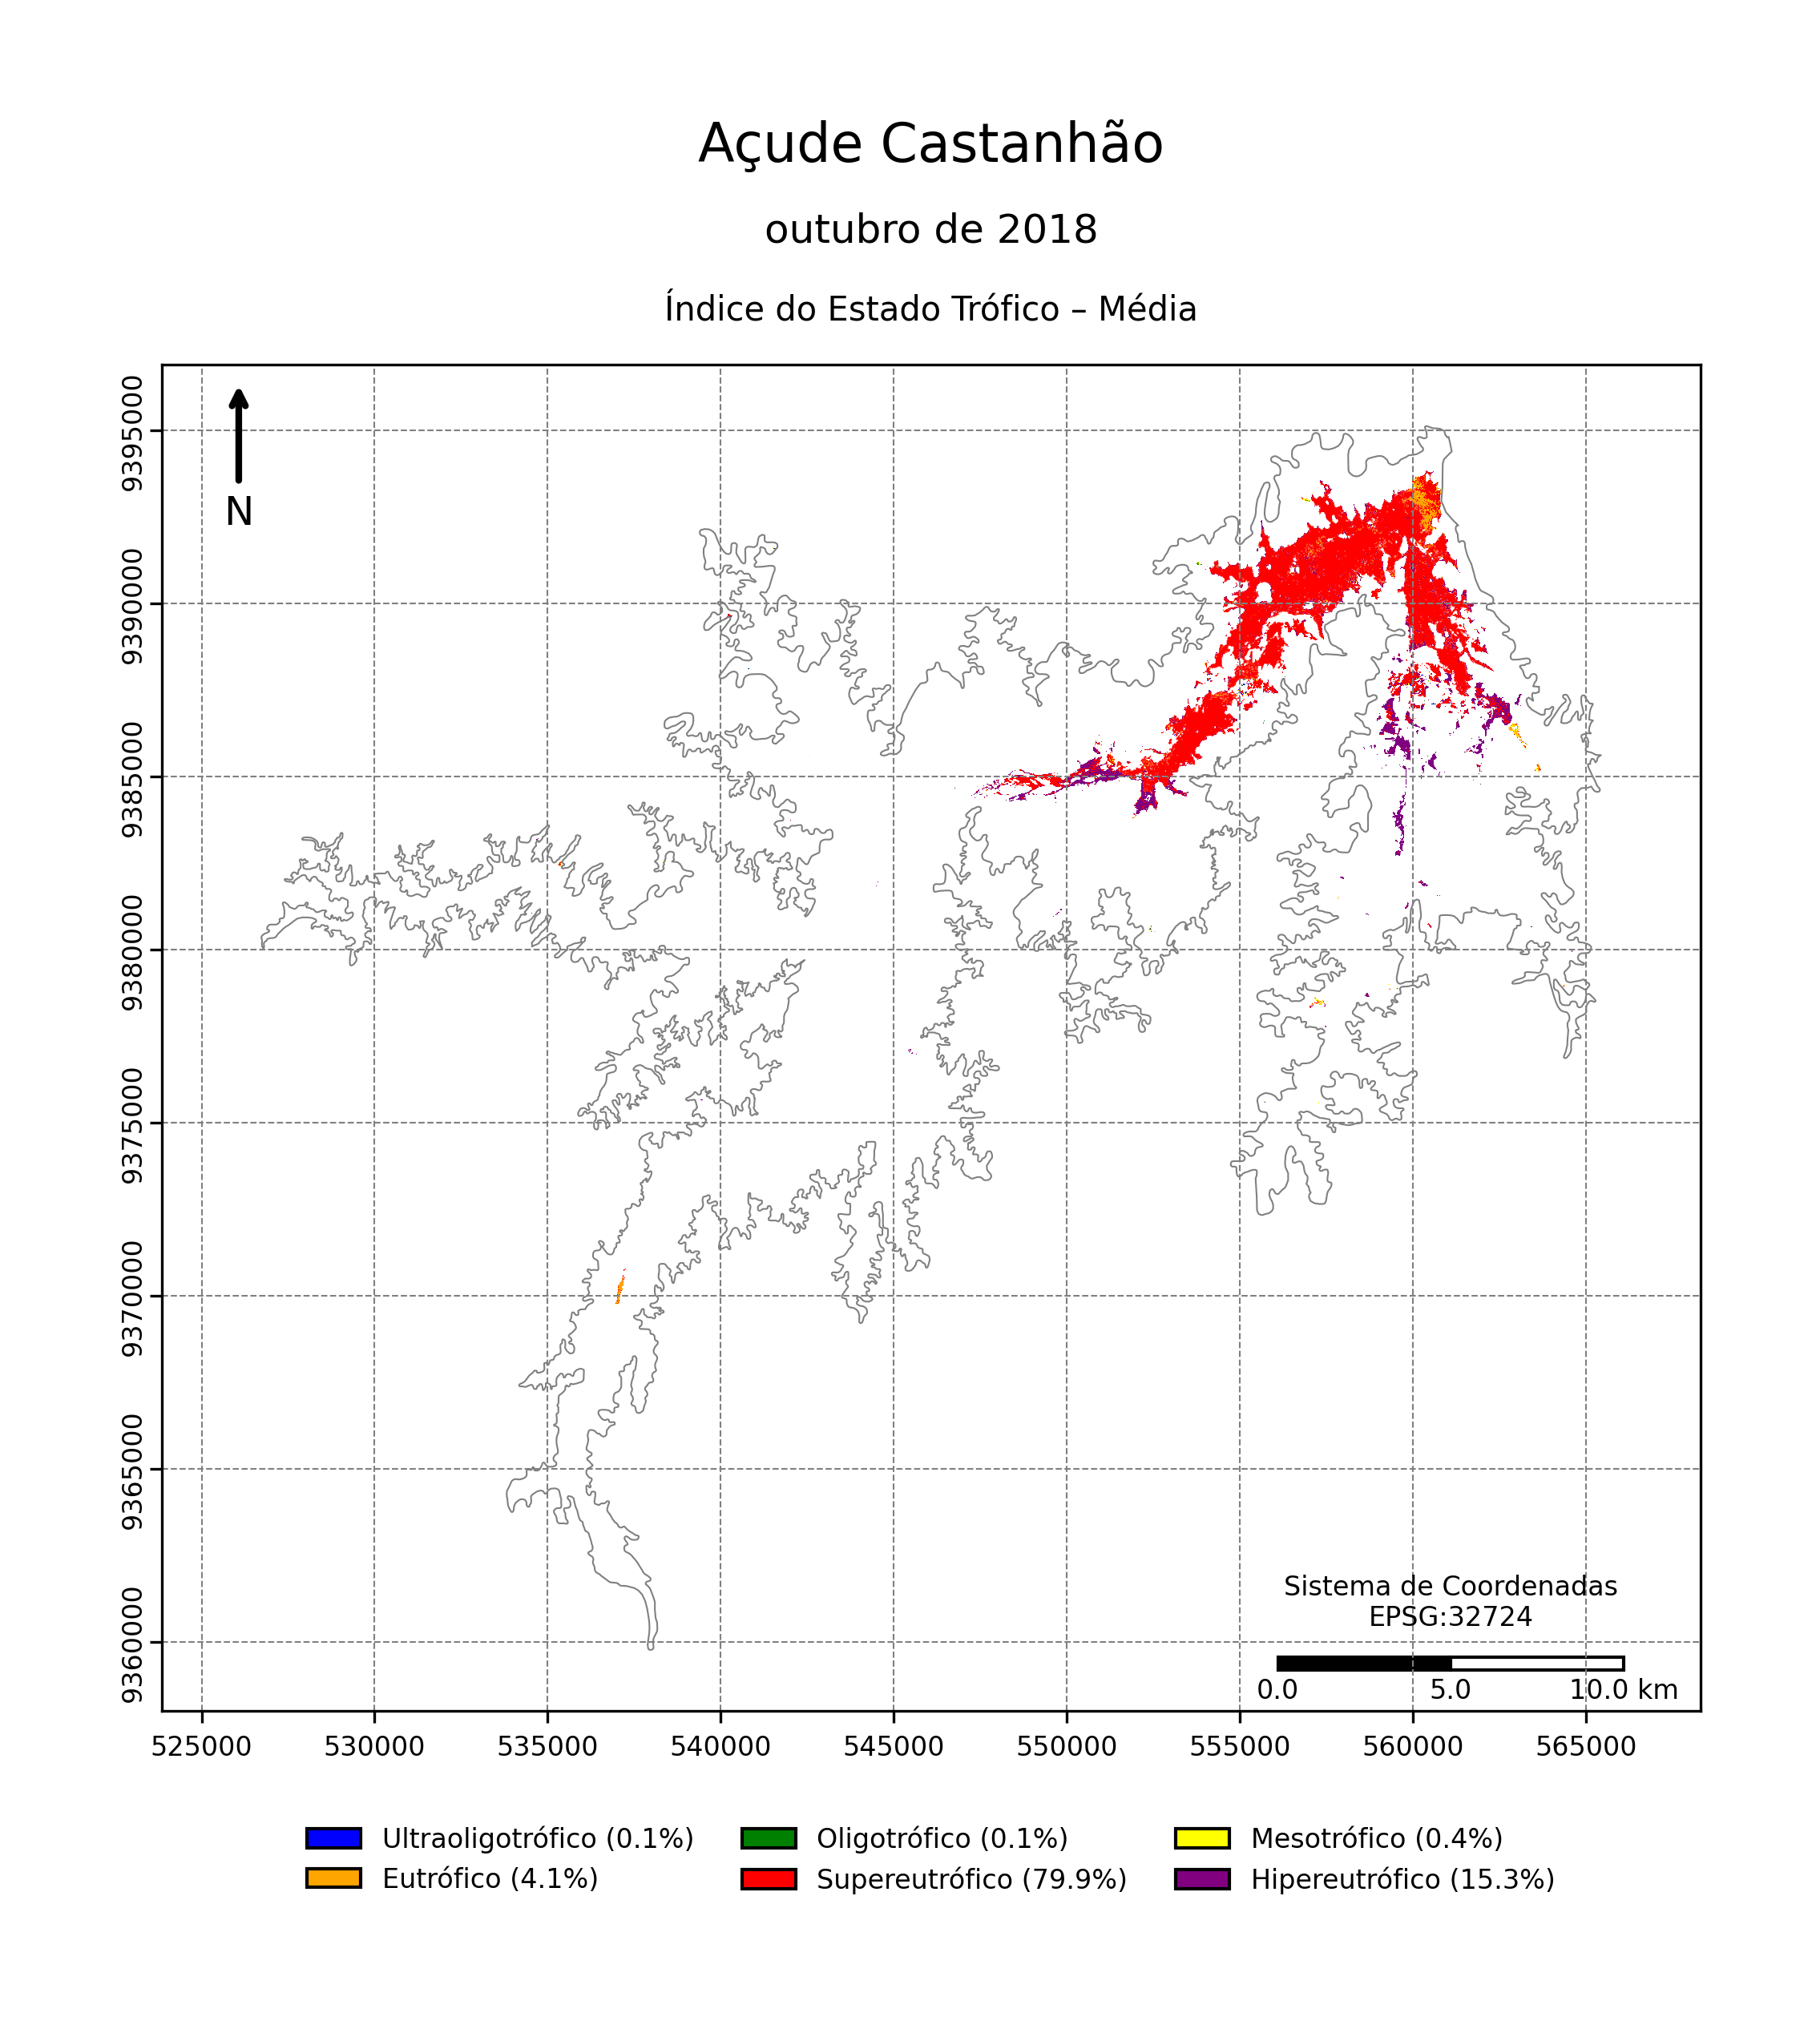 Açude Castanhão
outubro de 2018
Índice do Estado Trófico – Média
N
9395000
9390000
9385000
9380000
9375000
9370000
9365000
9360000
Sistema de Coordenadas
EPSG:32724
0.0 5.0 10.0 km
525000 530000 535000 540000 545000 550000 555000 560000 565000
Ultraoligotrófico (0.1%) Oligotrófico (0.1%) Mesotrófico (0.4%)
Eutrófico (4.1%) Supereutrófico (79.9%) Hipereutrófico (15.3%)